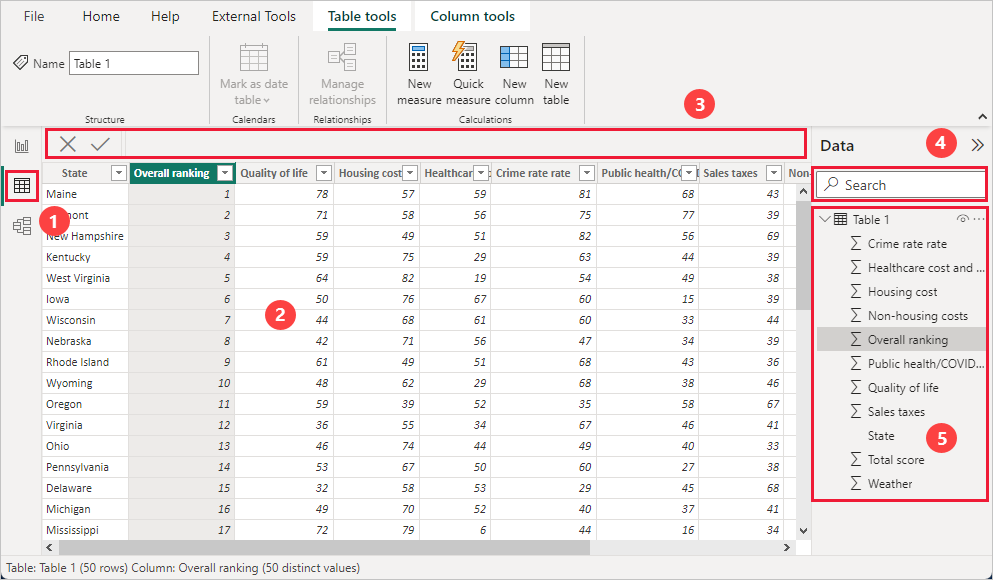 File Home Help External Tools Table tools Column tools
Name Table 1
Mark as date table
Manage relationships
New measure
Quick measure
New column
New table
Structure Calendars Relationships Calculations
3
Data 4
Search
State Overall ranking Quality of life Housing cost Healthcar Crime rate rate Public health/CO Sales taxes Non-
Maine 1 78 57 59 81 68 43
mont 2 71 58 56 75 77 39
1
New Hampshire 3 59 49 51 82 56 69
Kentucky 4 59 75 29 63 44 39
West Virginia 5 64 82 19 54 49 38
Iowa 6 50 76 67 60 15 39
2
Wisconsin 7 44 68 61 60 33 44
Nebraska 8 42 71 56 47 34 39
Rhode Island 9 61 49 51 68 43 36
Wyoming 10 48 62 29 68 38 46
Oregon 11 59 39 52 35 58 67
Virginia 12 36 55 34 67 46 41
Ohio 13 46 74 44 49 40 33
Pennsylvania 14 53 67 50 60 27 38
Delaware 15 32 58 53 29 45 68
Michigan 16 49 70 52 40 37 41
Mississippi 17 72 79 6 44 16 34
Table 1 ...
Crime rate rate
Healthcare cost and ...
Housing cost
Non-housing costs
Overall ranking
Public health/COVID...
Quality of life
Sales taxes
State
5
Total score
Weather
Table: Table 1 (50 rows) Column: Overall ranking (50 distinct values)